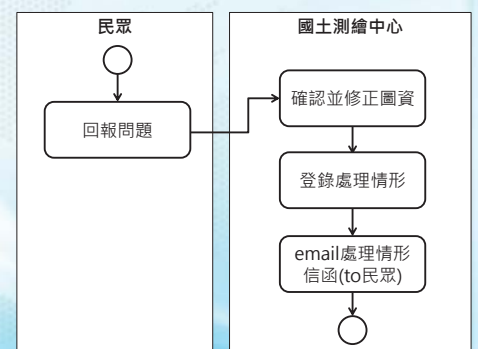 民眾
國土測繪中心
回報問題
確認並修正圖資
登錄處理情形
email處理情形
信函(to民眾)